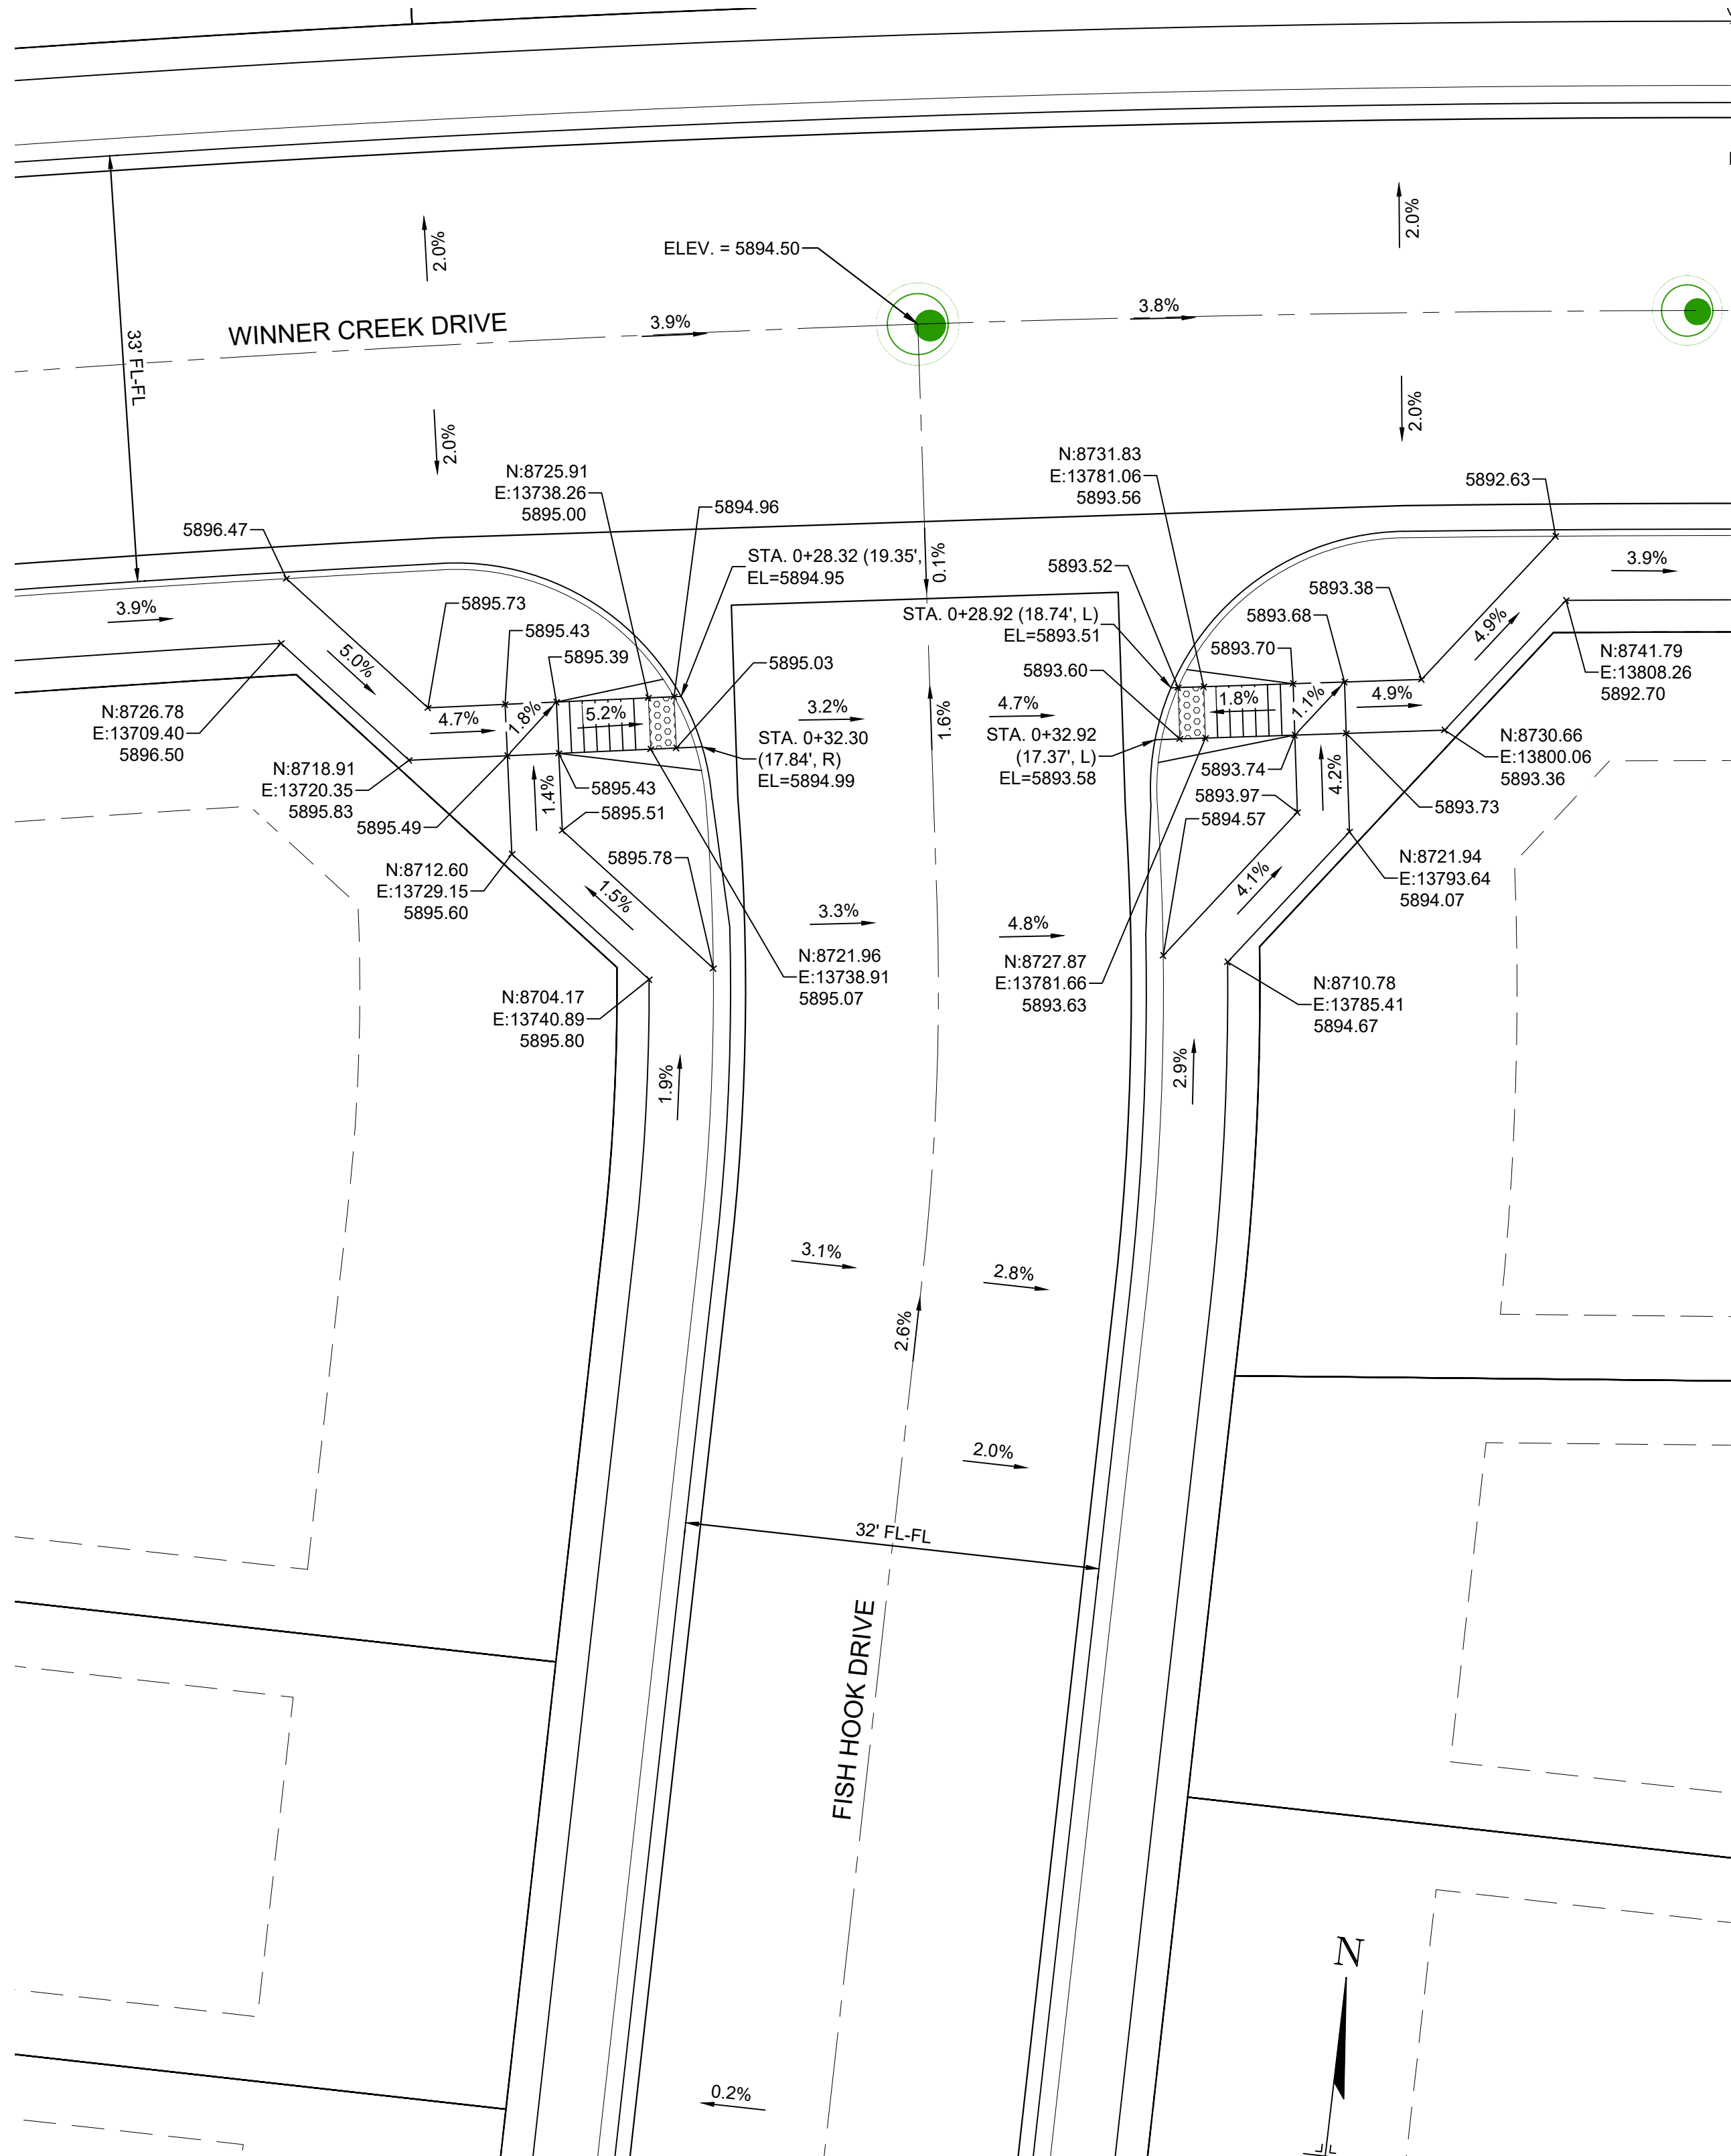 2.0%
2.0%
ELEV. = 5894.50
WINNER CREEK DRIVE
3.9%
3.8%
33' FL-FL
2.0%
2.0%
N:8725.91
E:13738.26
5895.00
5894.96
5896.47
STA. 0+28.32 (19.35',
EL=5894.95
0.1%
N:8731.83
E:13781.06
5893.56
5892.63
5893.52
3.9%
3.9%
5895.73
5895.43
5895.39
5895.03
5.0%
4.7%
1.8%
5.2%
3.2%
4.7%
STA. 0+28.92 (18.74', L)
EL=5893.51
5893.60
5893.38
5893.68
5893.70
4.9%
1.8%
1.1%
4.9%
N:8741.79
E:13808.26
5892.70
N:8726.78
E:13709.40
5896.50
STA. 0+32.30
(17.84', R)
EL=5894.99
1.6%
STA. 0+32.92
(17.37', L)
EL=5893.58
N:8730.66
E:13800.06
5893.36
N:8718.91
E:13720.35
5895.83
5895.49
1.4%
5895.43
5895.51
5895.78
5893.74
5893.97
5894.57
4.2%
5893.73
N:8712.60
E:13729.15
5895.60
1.5%
4.1%
N:8721.94
E:13793.64
5894.07
3.3%
4.8%
N:8721.96
E:13738.91
5895.07
N:8727.87
E:13781.66
5893.63
N:8704.17
E:13740.89
5895.80
N:8710.78
E:13785.41
5894.67
1.9%
2.9%
3.1%
2.8%
2.6%
2.0%
32' FL-FL
FISH HOOK DRIVE
N
0.2%